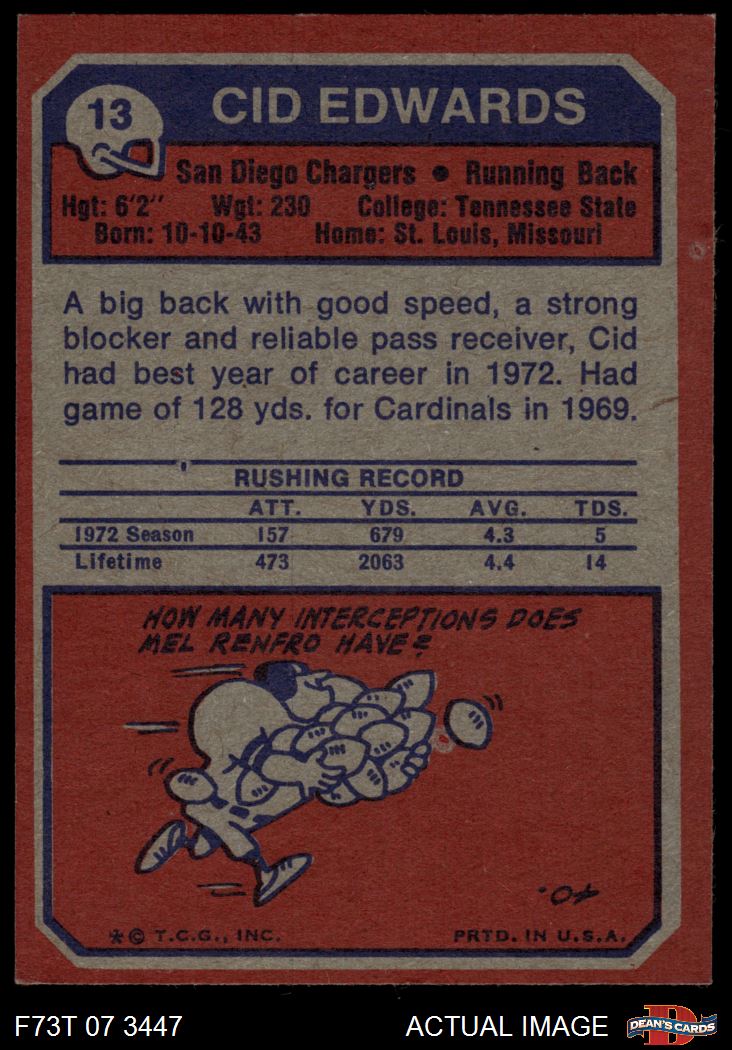 13
CID EDWARDS
San Diego Chargers ● Running Back
Hgt: 6'2" Wgt: 230 College: Tennessee State
Born: 10-10-43 Home: St. Louis, Missouri
A big back with good speed, a strong
blocker and reliable pass receiver, Cid
had best year of career in 1972. Had
game of 128 yds. for Cardinals in 1969.
RUSHING RECORD
ATT. YDS. AVG. TDS.
1972 Season 157 679 4.3 5
Lifetime 473 2063 4.4 14
HOW MANY INTERCEPTIONS DOES
MEL RENFRO HAVE?
40.
* © T.C.G., INC. PRTD. IN U.S.A.
F73T 07 3447 ACTUAL IMAGE DEAN'S CARDS